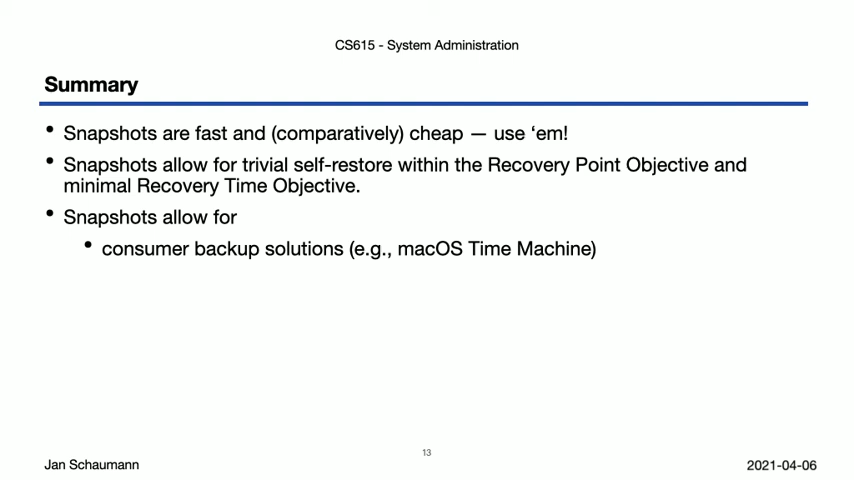 CS615 - System Administration
Summary
• Snapshots are fast and (comparatively) cheap — use ‘em!
• Snapshots allow for trivial self-restore within the Recovery Point Objective and
minimal Recovery Time Objective.
• Snapshots allow for
• consumer backup solutions (e.g., macOS Time Machine)
13
Jan Schaumann
2021-04-06